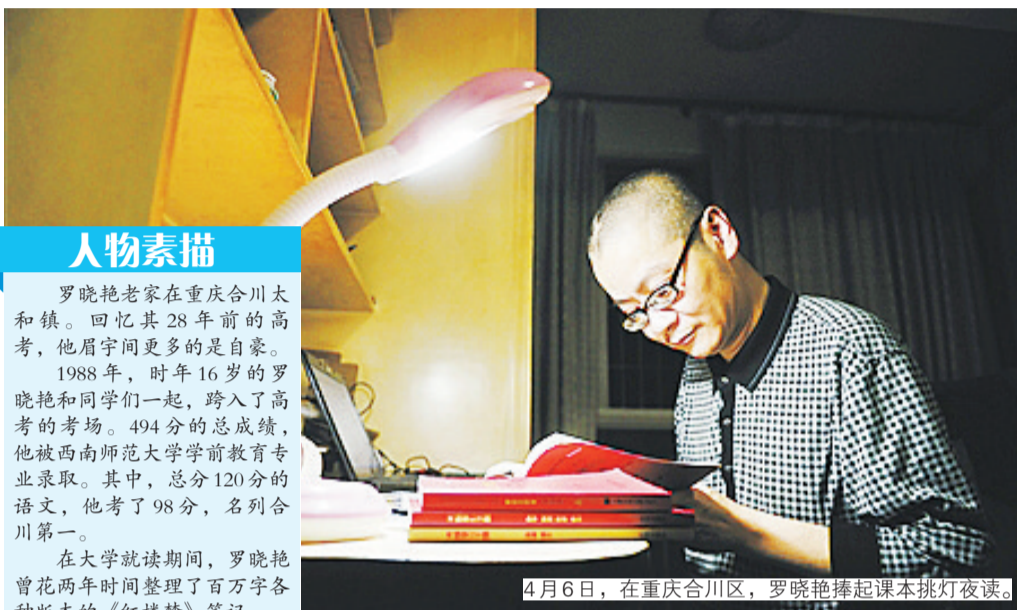 人物素描
罗晓艳老家在重庆合川太
和镇。回忆其28年前的高
考，他眉宇间更多的是自豪。
1988年，时年16岁的罗
晓艳和同学们一起，跨入了高
考的考场。494分的总成绩，
他被西南师范大学学前教育专
业录取。其中，总分120分的
语文，他考了98分，名列合
川第一。
在大学就读期间，罗晓艳
曾花两年时间整理了百万字各
4月6日，在重庆合川区，罗晓艳捧起课本挑灯夜读。